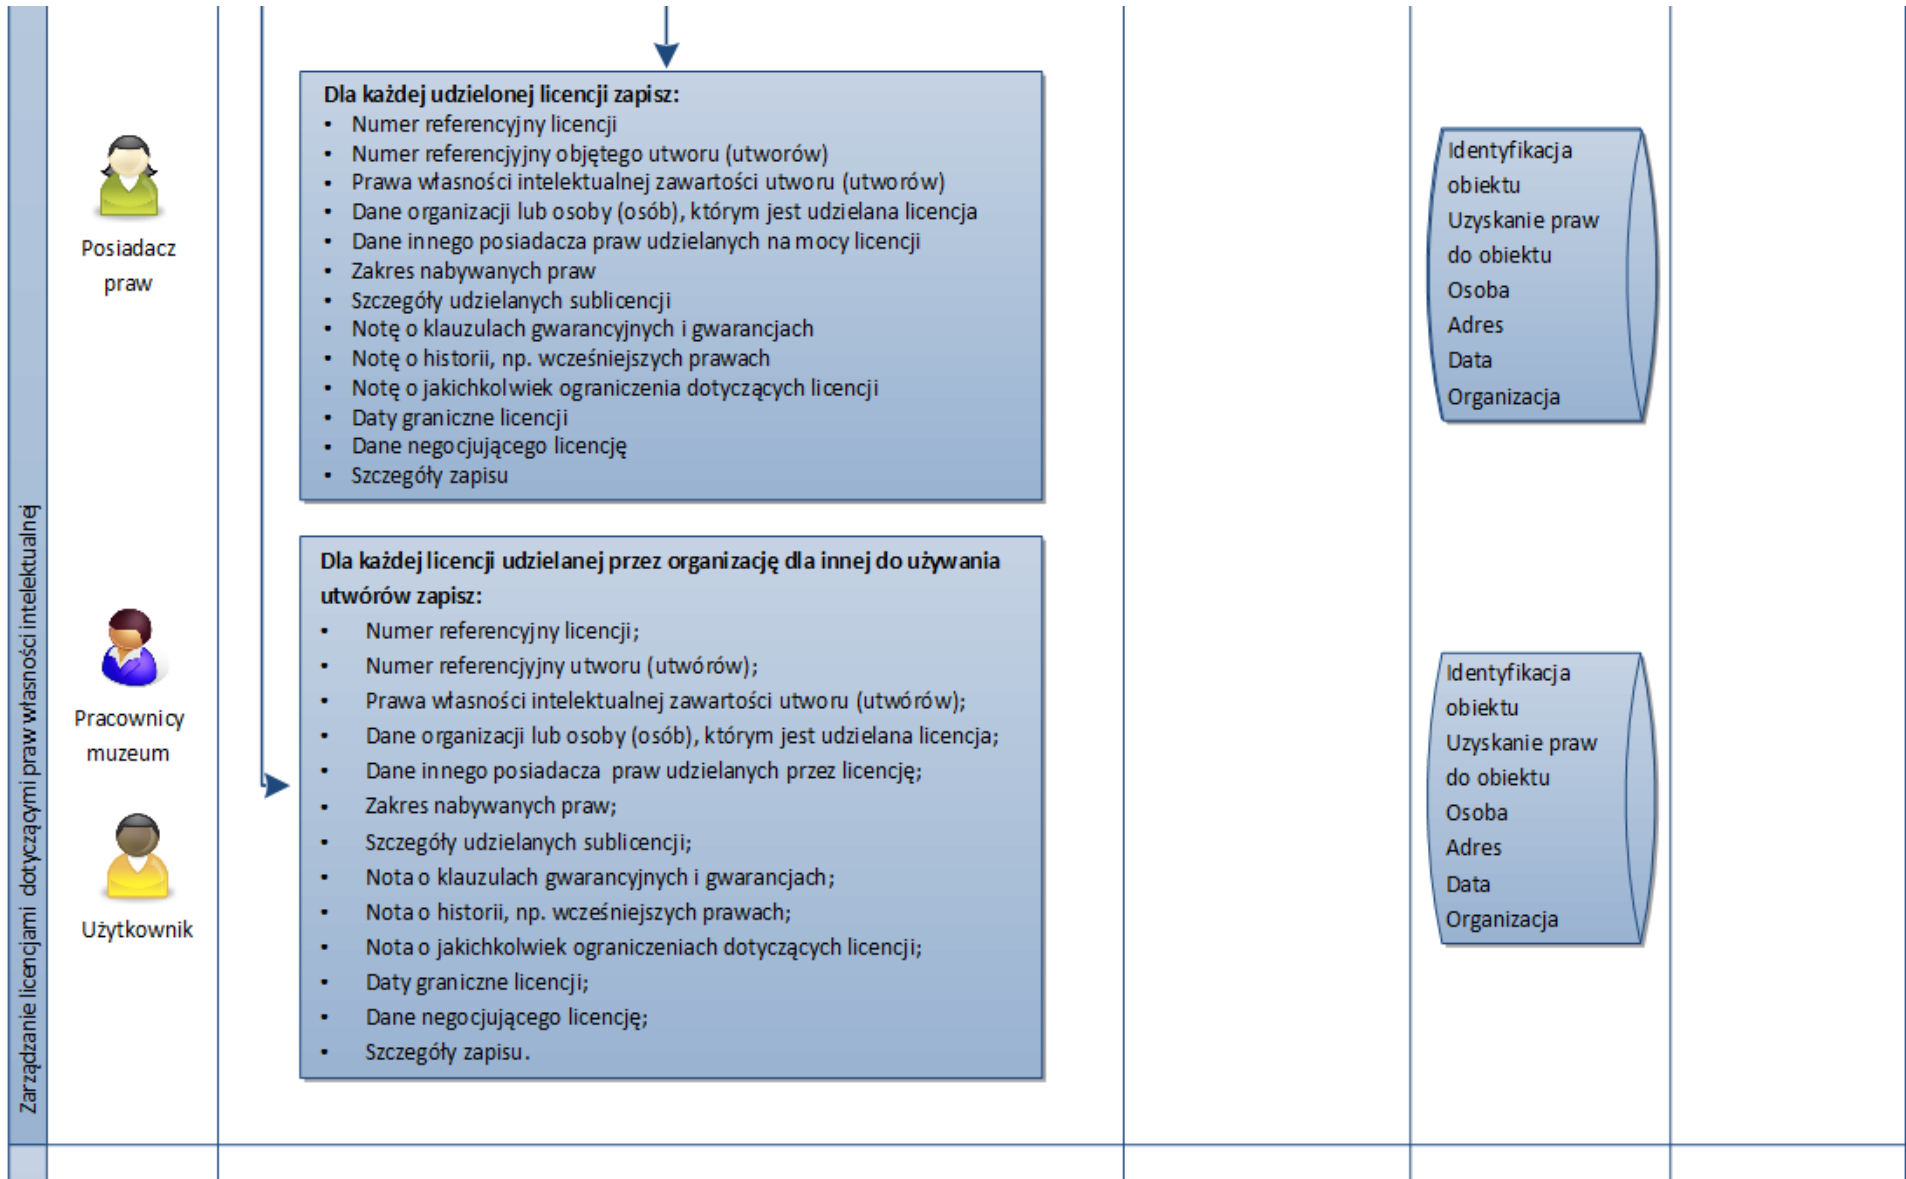 Zarządzanie licencjami dotyczącymi praw własności intelektualnej
Posiadacz
praw
Pracownicy
muzeum
Użytkownik
Dla każdej udzielonej licencji zapisz:
• Numer referencyjny licencji
• Numer referencjyjny objętego utworu (utworów)
• Prawa własności intelektualnej zawartości utworu (utworów)
• Dane organizacji lub osoby (osób), którym jest udzielana licencja
• Dane innego posiadacza praw udzielanych na mocy licencji
• Zakres nabywanych praw
• Szczegóły udzielanych sublicencji
• Notę o klauzulach gwarancyjnych i gwarancjach
• Notę o historii, np. wcześniejszych prawach
• Notę o jakichkolwiek ograniczenia dotyczących licencji
• Daty graniczne licencji
• Dane negocjującego licencję
• Szczegóły zapisu
Dla każdej licencji udzielanej przez organizację dla innej do używania
utwórów zapisz:
• Numer referencyjny licencji;
• Numer referencjyjny utworu (utwórów);
• Prawa własności intelektualnej zawartości utworu (utwórów);
• Dane organizacji lub osoby (osób), którym jest udzielana licencja;
• Dane innego posiadacza praw udzielanych przez licencję;
• Zakres nabywanych praw;
• Szczegóły udzielanych sublicencji;
• Nota o klauzulach gwarancyjnych i gwarancjach;
• Nota o historii, np. wcześniejszych prawach;
• Nota o jakichkolwiek ograniczeniach dotyczących licencji;
• Daty graniczne licencji;
• Dane negocjującego licencję;
• Szczegóły zapisu.
Identyfikacja
obiektu
Uzyskanie praw
do obiektu
Osoba
Adres
Data
Organizacja
Identyfikacja
obiektu
Uzyskanie praw
do obiektu
Osoba
Adres
Data
Organizacja